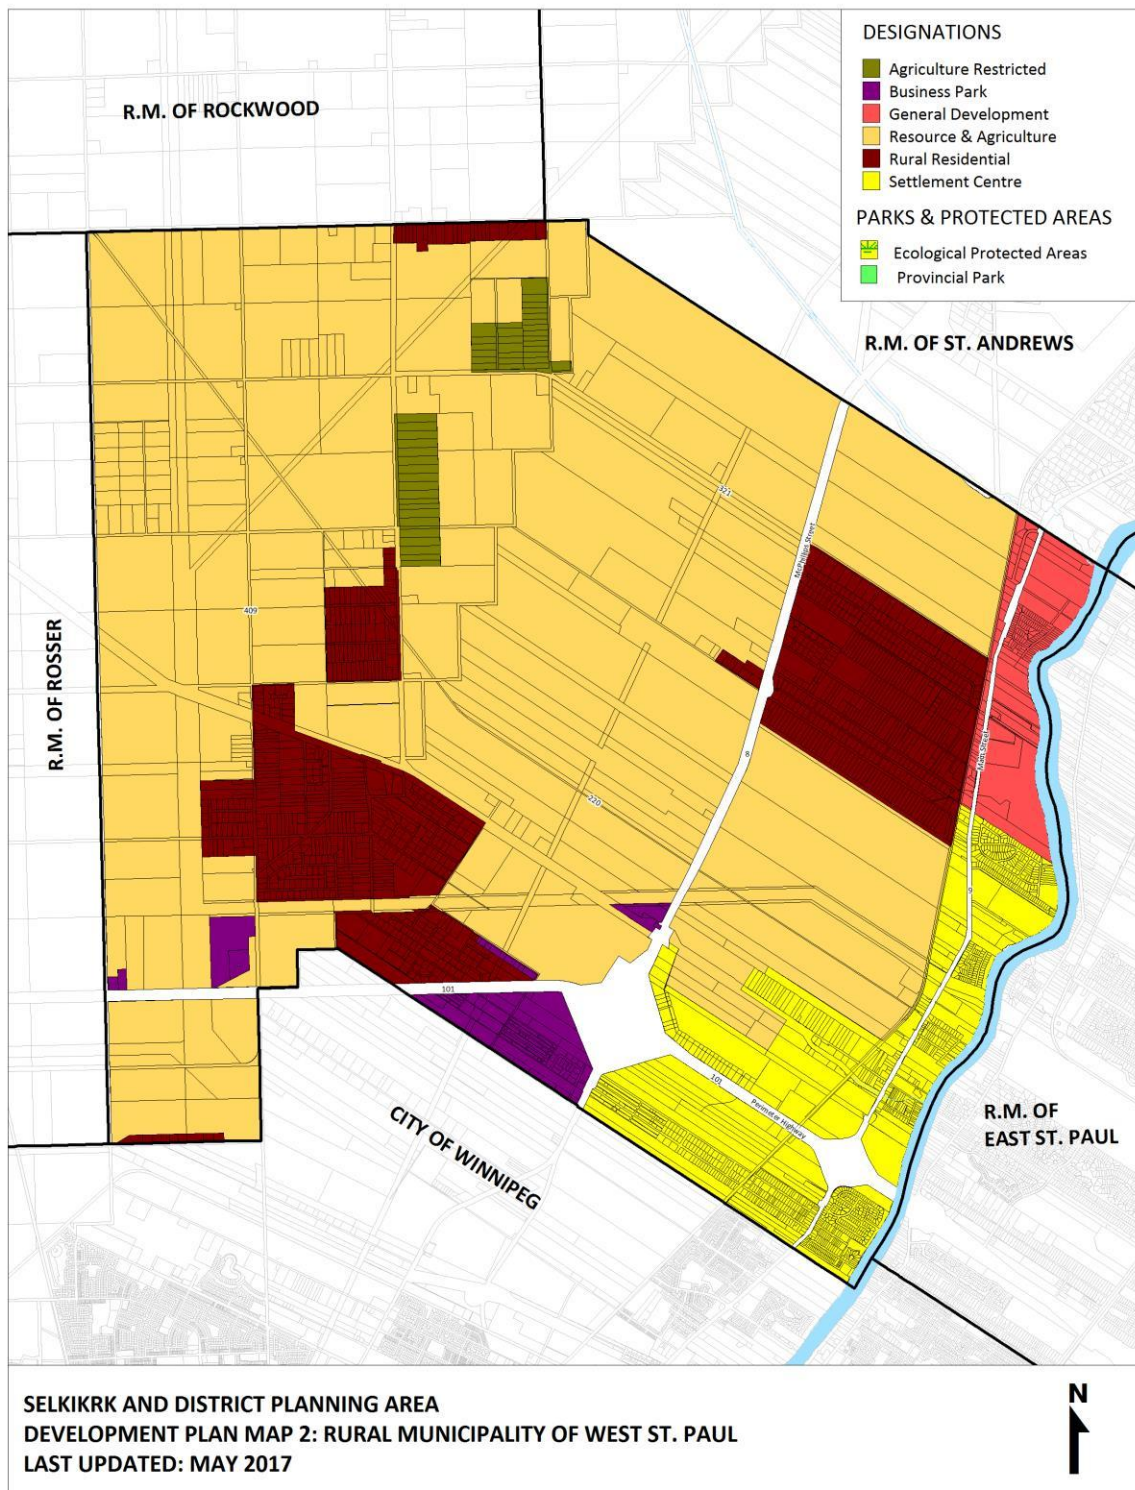 DESIGNATIONS
Agriculture Restricted
Business Park
General Development
Resource & Agriculture
Rural Residential
Settlement Centre
PARKS & PROTECTED AREAS
Ecological Protected Areas
Provincial Park
R.M. OF ROCKWOOD
R.M. OF ST. ANDREWS
321
McPhillips Street
409
R.M. OF ROSSER
Main Street
8
220
9
101
101
Perimeter Highway
CITY OF WINNIPEG
R.M. OF
EAST ST. PAUL
SELKIKRK AND DISTRICT PLANNING AREA
DEVELOPMENT PLAN MAP 2: RURAL MUNICIPALITY OF WEST ST. PAUL
LAST UPDATED: MAY 2017
N